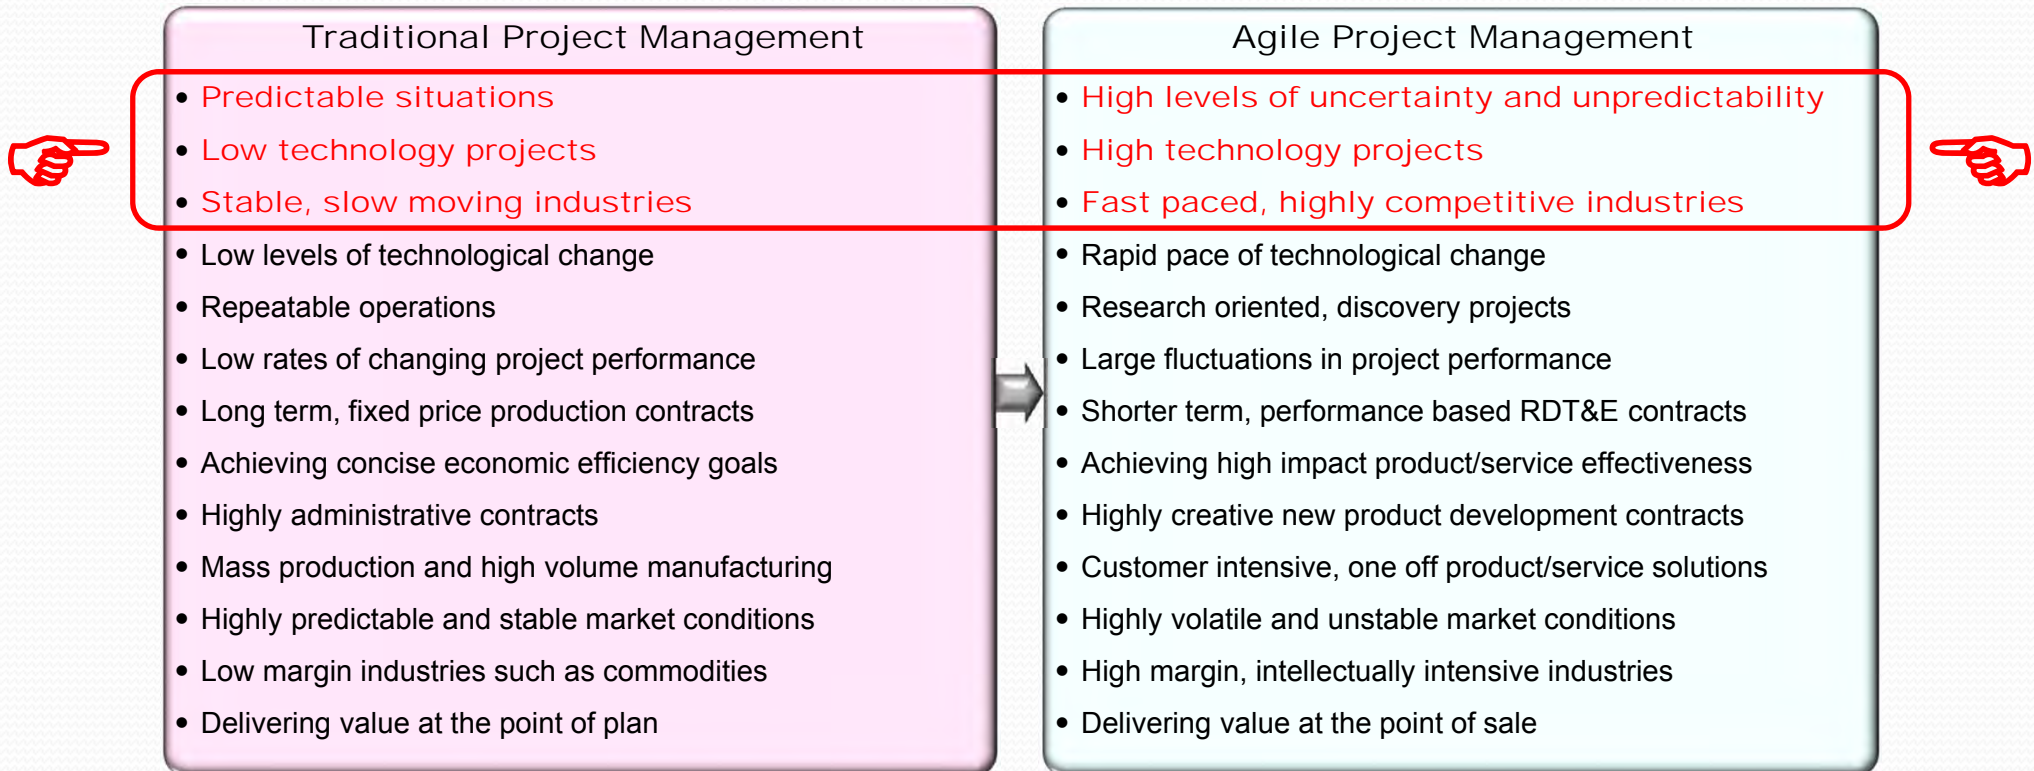 Traditional Project Management
• Predictable situations
• Low technology projects
• Stable, slow moving industries
• Low levels of technological change
• Repeatable operations
• Low rates of changing project performance
• Long term, fixed price production contracts
• Achieving concise economic efficiency goals
• Highly administrative contracts
• Mass production and high volume manufacturing
• Highly predictable and stable market conditions
• Low margin industries such as commodities
• Delivering value at the point of plan
Agile Project Management
• High levels of uncertainty and unpredictability
• High technology projects
• Fast paced, highly competitive industries
• Rapid pace of technological change
• Research oriented, discovery projects
• Large fluctuations in project performance
• Shorter term, performance based RDT&E contracts
• Achieving high impact product/service effectiveness
• Highly creative new product development contracts
• Customer intensive, one off product/service solutions
• Highly volatile and unstable market conditions
• High margin, intellectually intensive industries
• Delivering value at the point of sale